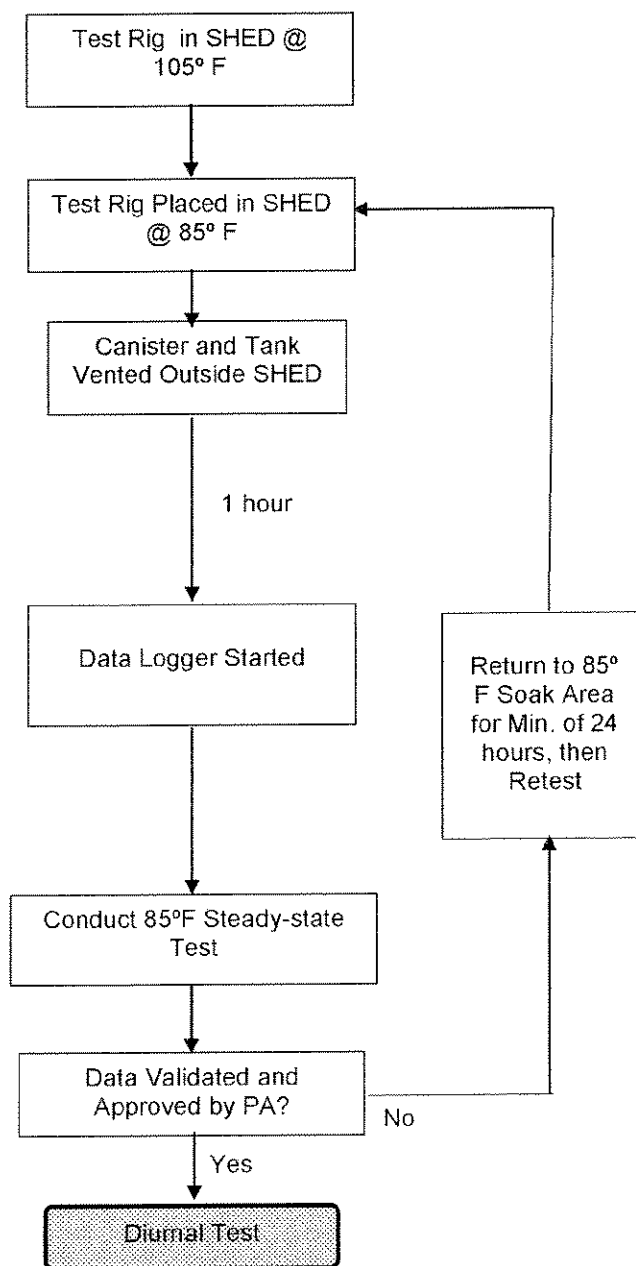 Test Rig in SHED @
105º F
Test Rig Placed in SHED
@ 85º F
Canister and Tank
Vented Outside SHED
1 hour
Data Logger Started
Return to 85º
F Soak Area
for Min. of 24
hours, then
Retest
Conduct 85ºF Steady-state
Test
Data Validated and
Approved by PA?
No
Yes
Diurnal Test